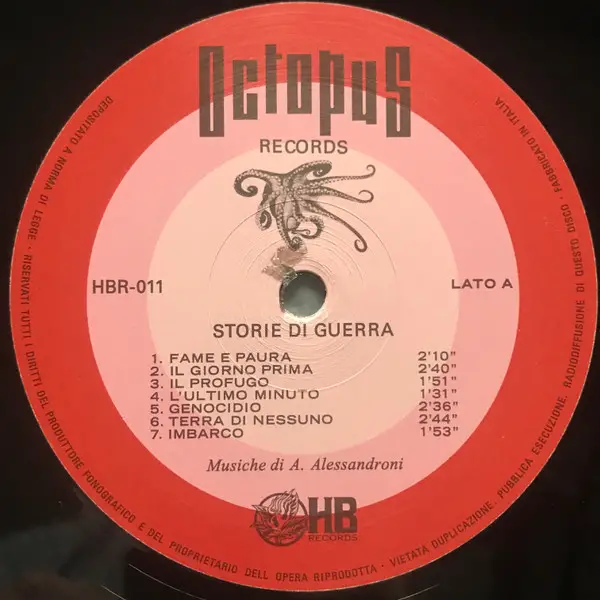 Octopus
RECORDS
HBR-011
LATO A
STORIE DI GUERRA
1. FAME E PAURA 2'10"
2. IL GIORNO PRIMA 2'40"
3. IL PROFUGO 1'51"
4. L'ULTIMO MINUTO 1'31"
5. GENOCIDIO 2'36"
6. TERRA DI NESSUNO 2'44"
7. IMBARCO 1'53"
Musiche di A. Alessandroni
HB
RECORDS
DEPOSITATO A NORMA DI LEGGE · RISERVATI TUTTI I DIRITTI DEL PRODUTTORE FONOGRAFICO E DEL PROPRIETARIO DELL OPERA RIPRODOTTA · VIETATA DUPLICAZIONE. PUBBLICA ESECUZIONE. RADIODIFFUSIONE DI QUESTO DISCO · FABBRICATO IN ITALIA